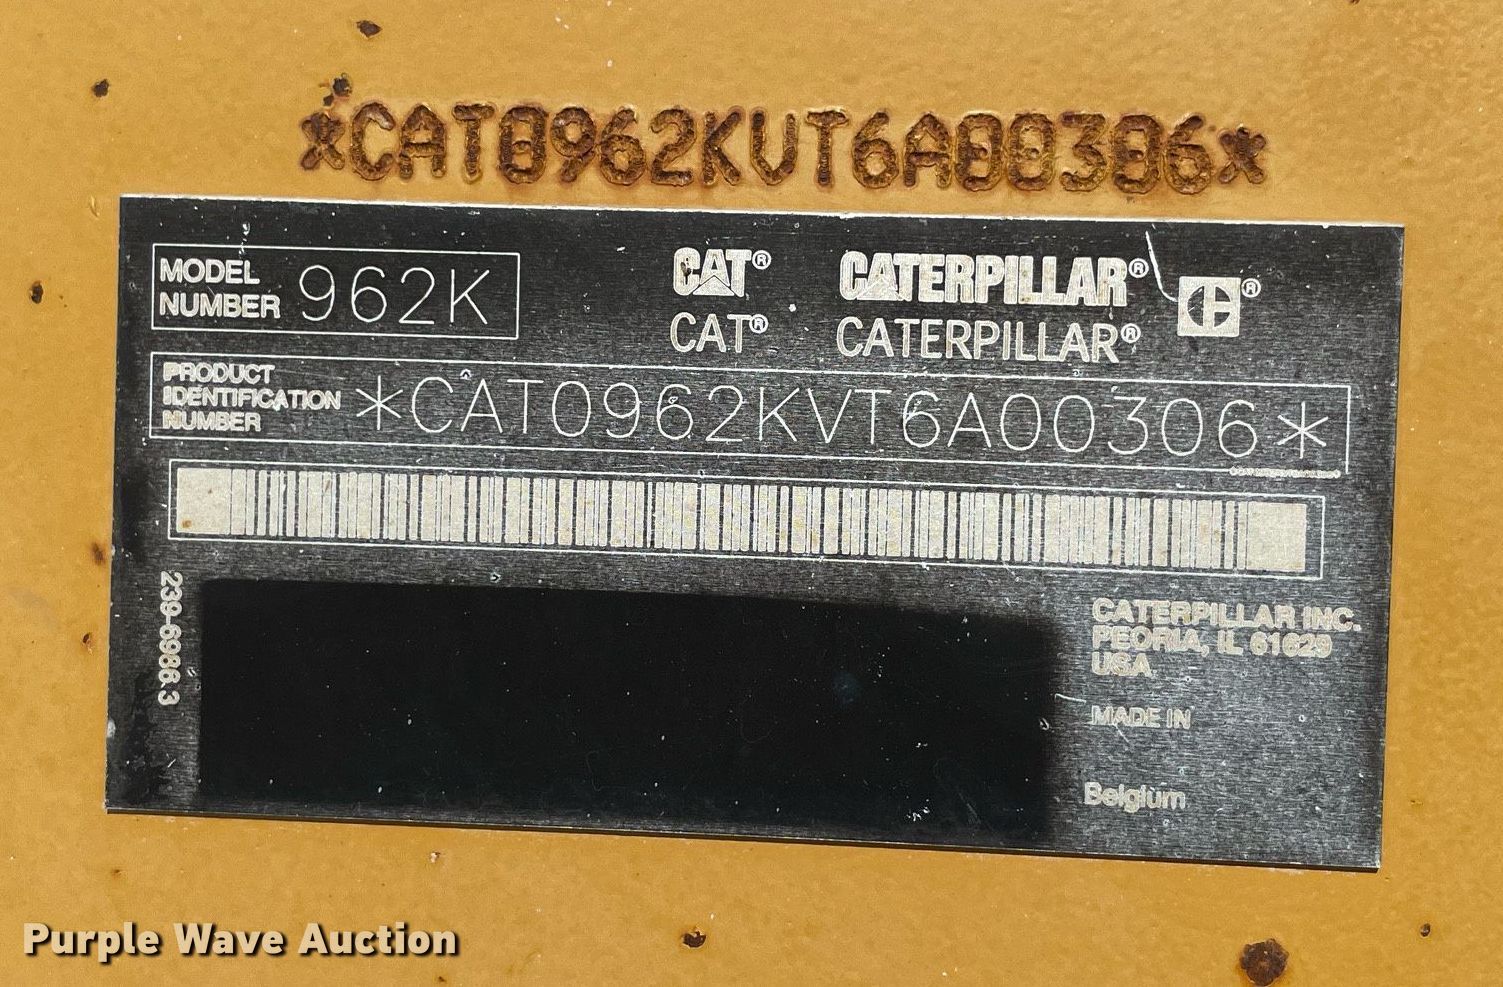 *CAT0962KVT6A00306*
MODEL NUMBER 962K
CAT® CATERPILLAR®
CAT® CATERPILLAR®
PRODUCT IDENTIFICATION NUMBER *CAT0962KVT6A00306*
239-6966.3
CATERPILLAR INC.
PEORIA, IL 61629
USA
MADE IN
Belgium
Purple Wave Auction